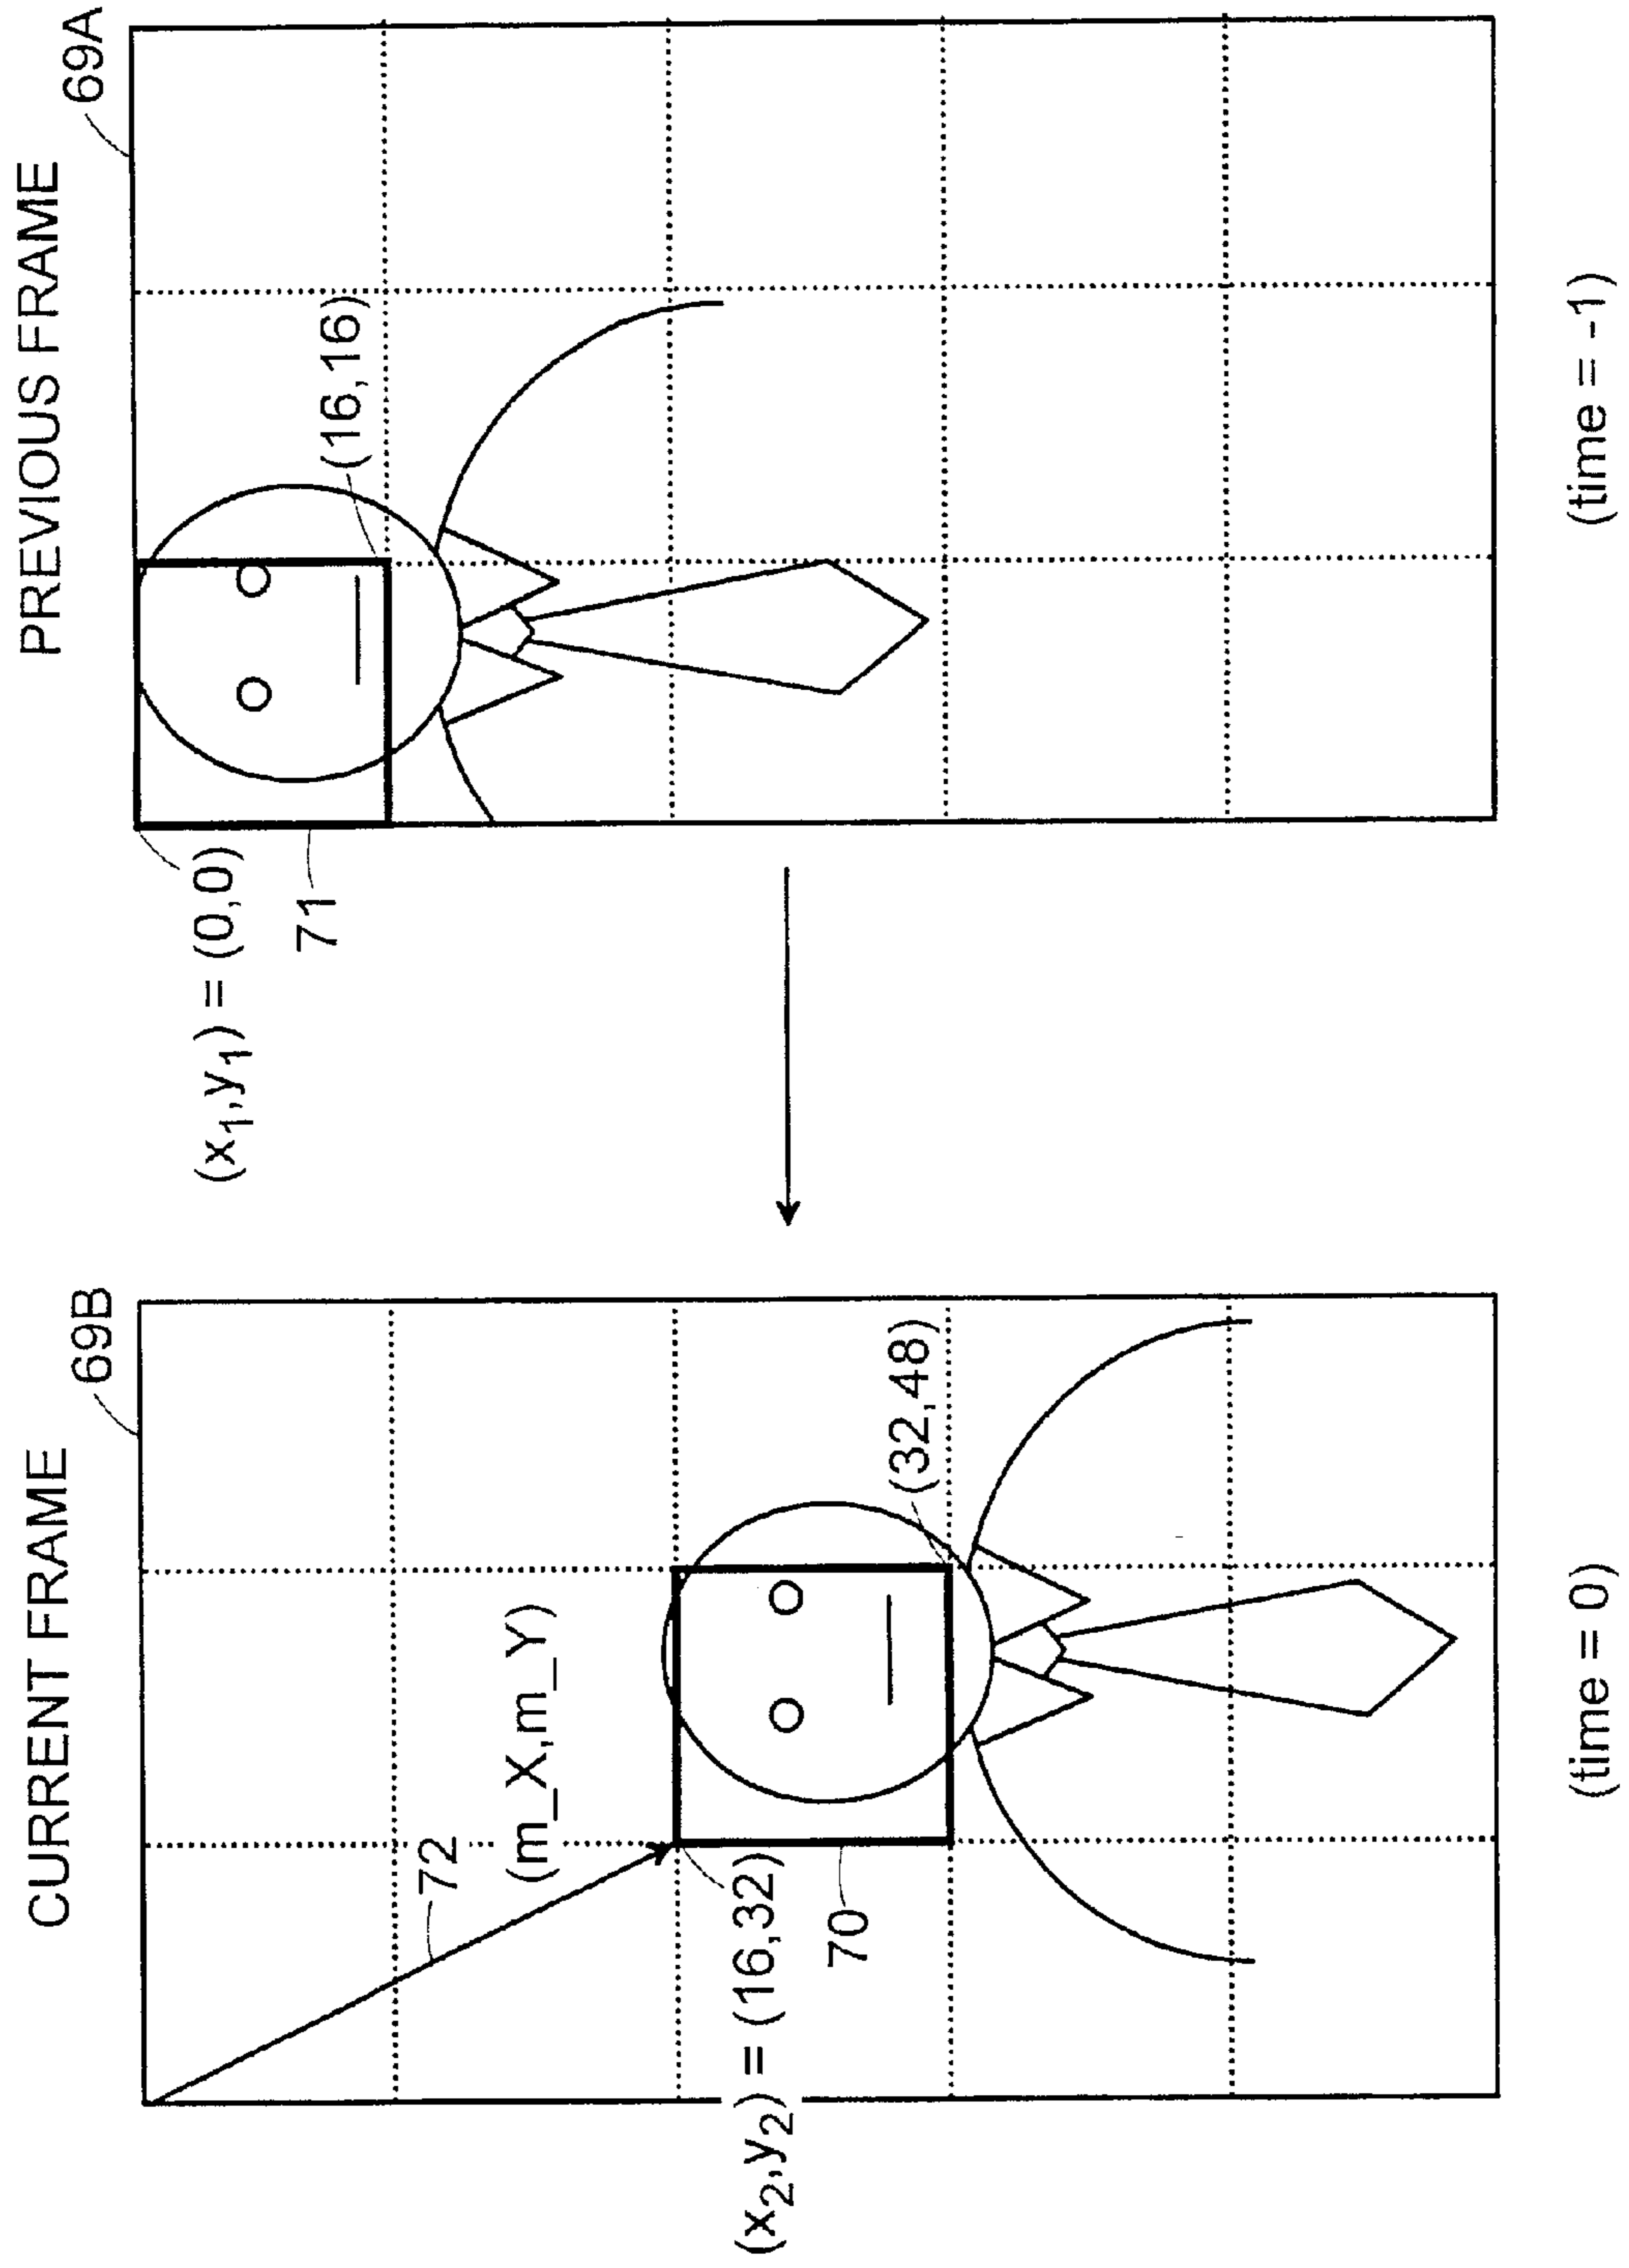 CURRENT FRAME
69B
72
(m_X,m_Y)
(x2,y2) = (16,32)
70
(32,48)
(time = 0)
PREVIOUS FRAME
69A
(x1,y1) = (0,0)
71
(16,16)
(time = -1)